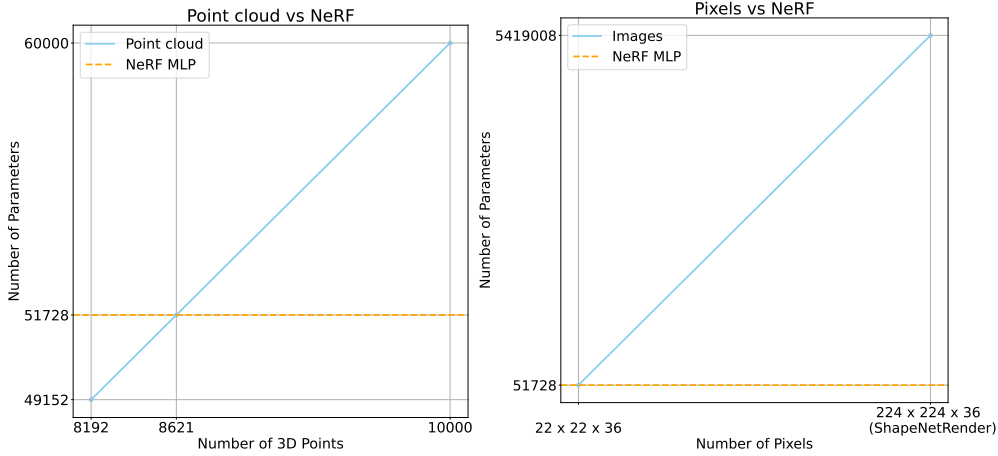 Point cloud vs NeRF
Point cloud
NeRF MLP
60000
51728
49152
8192
8621
10000
Number of Parameters
Number of 3D Points
Pixels vs NeRF
Images
NeRF MLP
5419008
51728
22 x 22 x 36
224 x 224 x 36
(ShapeNetRender)
Number of Parameters
Number of Pixels